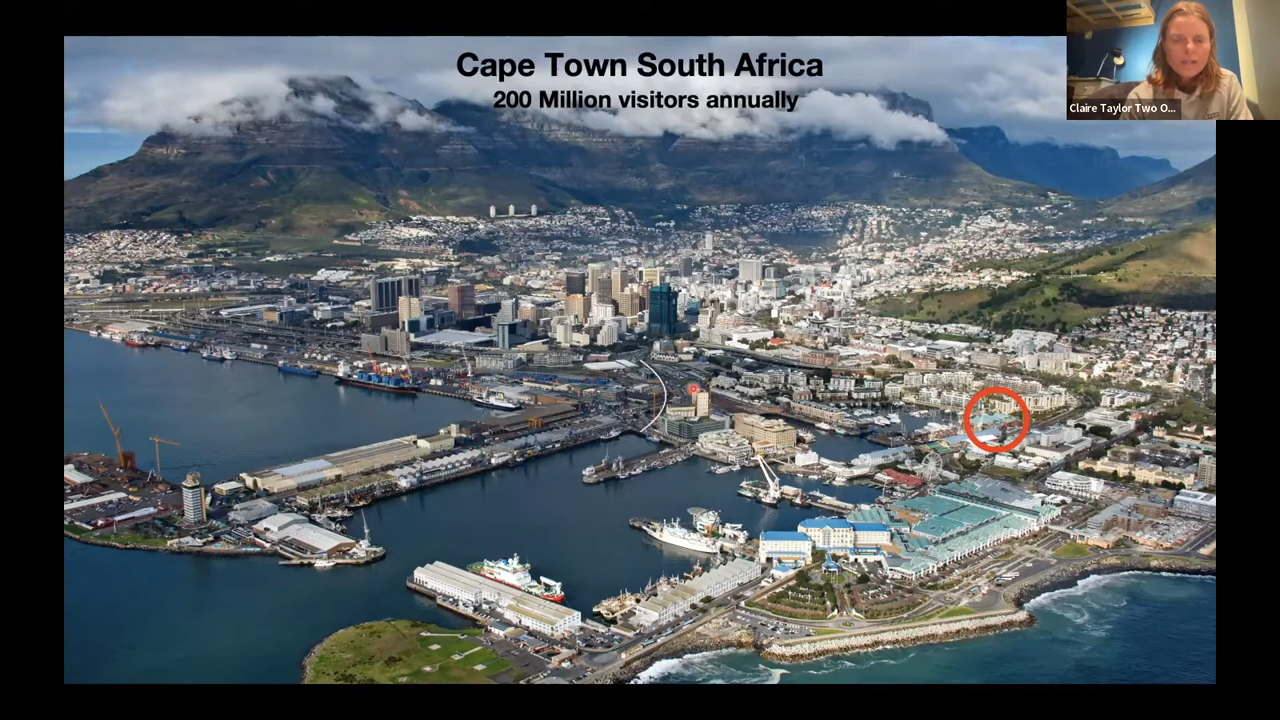 Cape Town South Africa
200 Million visitors annually
Claire Taylor Two O...